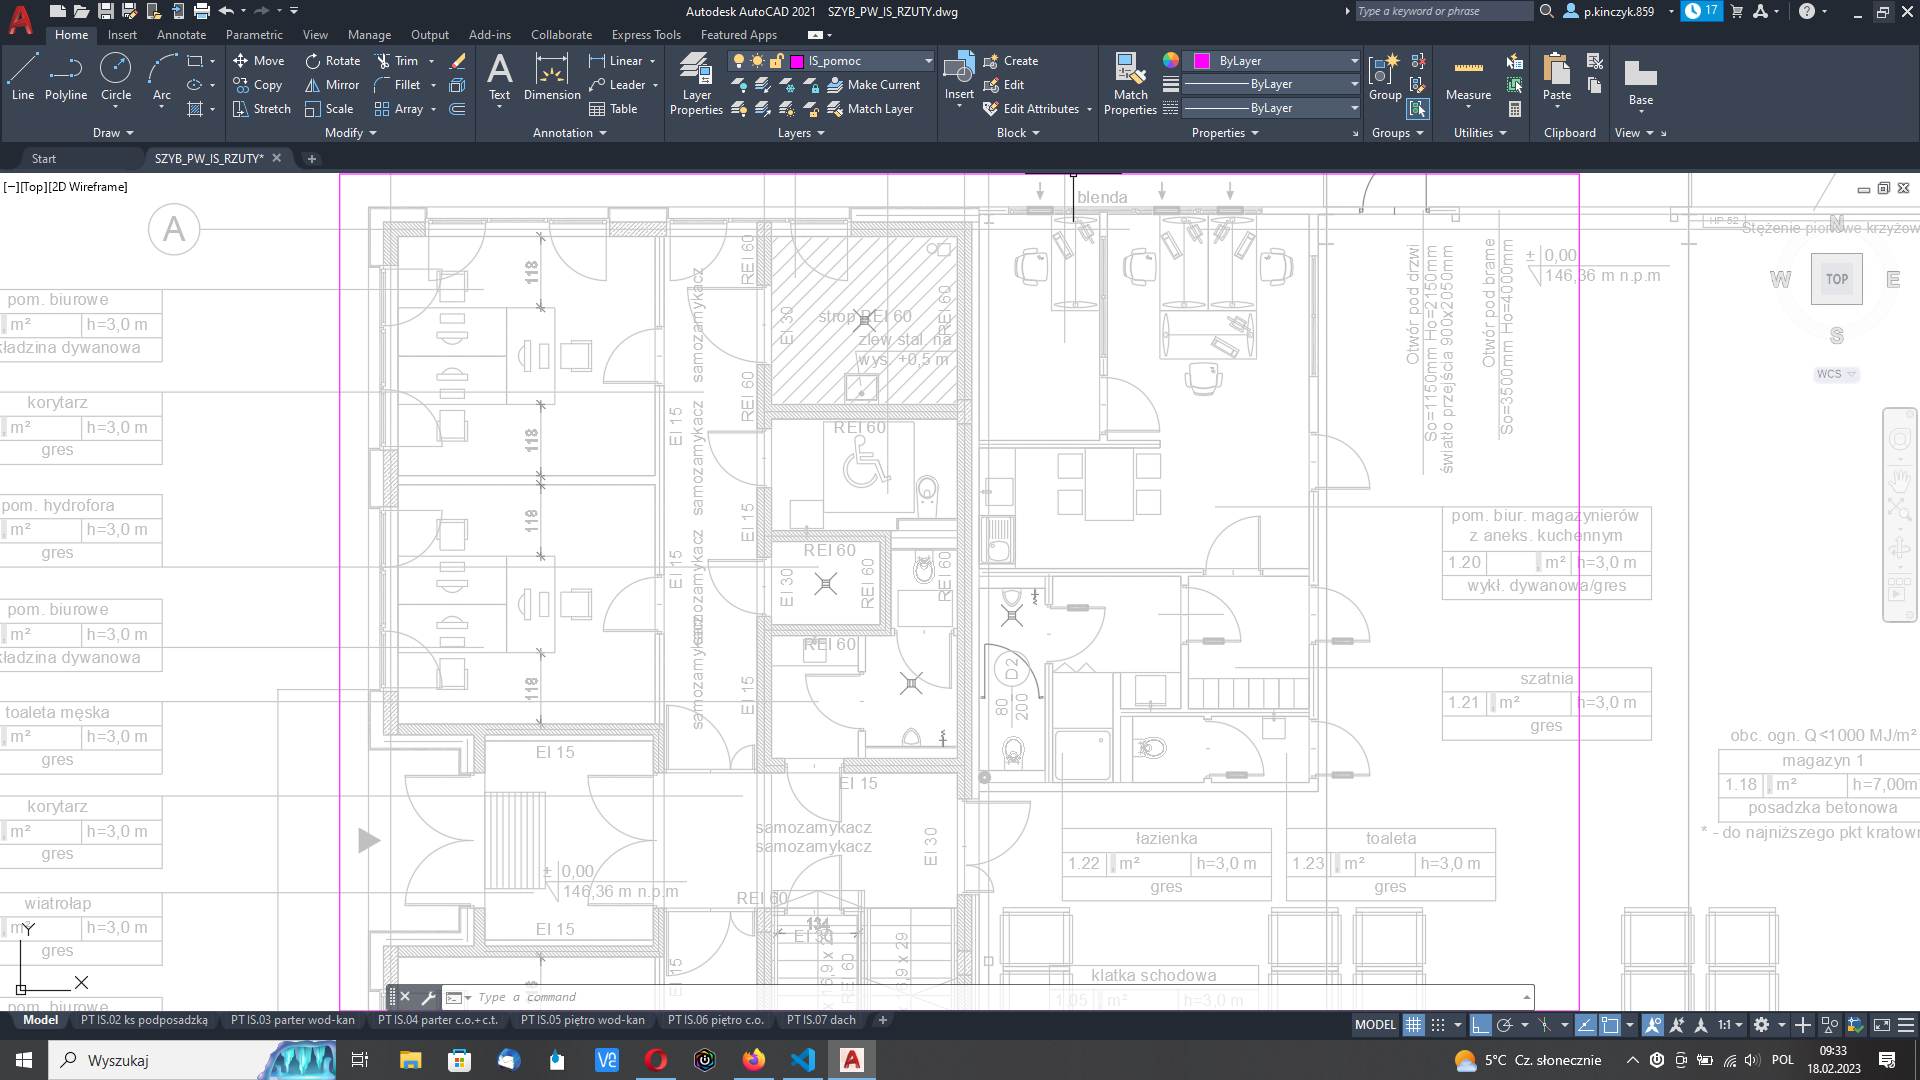 Autodesk AutoCAD 2021 SZYB_PW_IS_RZUTY.dwg
Type a keyword or phrase
p.kinczyk.859
17
Home Insert Annotate Parametric View Manage Output Add-ins Collaborate Express Tools Featured Apps
Line Polyline Circle Arc
Move Rotate Trim
Copy Mirror Fillet
Stretch Scale Array
Text Dimension
Linear
Leader
Table
Layer Properties
IS_pomoc
Make Current
Match Layer
Insert
Create
Edit
Edit Attributes
Match Properties
ByLayer
ByLayer
ByLayer
Group
Measure
Paste
Base
Draw Modify Annotation Layers Block Properties Groups Utilities Clipboard View
Start SZYB_PW_IS_RZUTY*
[−][Top][2D Wireframe]
A
blenda
HP 52
Stężenie pionowe krzyżow
N
W TOP E
S
WCS
± 0,00
146,36 m n.p.m
Otwór pod drzwi
So=1150mm Ho=2150mm
światło przejścia 900x2050mm
Otwór pod bramę
So=3500mm Ho=4000mm
pom. biurowe
m² h=3,0 m
kładzina dywanowa
korytarz
m² h=3,0 m
gres
pom. hydrofora
m² h=3,0 m
gres
pom. biurowe
m² h=3,0 m
kładzina dywanowa
toaleta męska
m² h=3,0 m
gres
korytarz
m² h=3,0 m
gres
wiatrołap
m² h=3,0 m
gres
pom. biurowe
118
118
118
118
REI 60
EI 30
REI 60
strop REI 60
zlew stal. na
wys. +0,5 m
samozamykacz
REI 60
EI 15
samozamykacz
REI 60
EI 15
REI 60
EI 30
REI 60
REI 60
EI 15
samozamykacz
samozamykacz
REI 60
EI 15
EI 15
EI 15
samozamykacz
samozamykacz
EI 30
± 0,00
146,36 m n.p.m
REI 60
EI 15
134
EI 30
EI 15
REI 60
D2
80
200
pom. biur. magazynierów
z aneks. kuchennym
1.20 m² h=3,0 m
wykł. dywanowa/gres
szatnia
1.21 m² h=3,0 m
gres
obc. ogn. Q<1000 MJ/m²
magazyn 1
1.18 m² h=7,00m
posadzka betonowa
* - do najniższego pkt kratown
łazienka
1.22 m² h=3,0 m
gres
toaleta
1.23 m² h=3,0 m
gres
klatka schodowa
1.05 m² h=3,0 m
Y
X
Type a command
Model PT IS.02 ks podposadzką PT IS.03 parter wod-kan PT IS.04 parter c.o.+c.t. PT IS.05 piętro wod-kan PT IS.06 piętro c.o. PT IS.07 dach
MODEL 1:1
Wyszukaj
5°C Cz. słonecznie
POL
09:33
18.02.2023